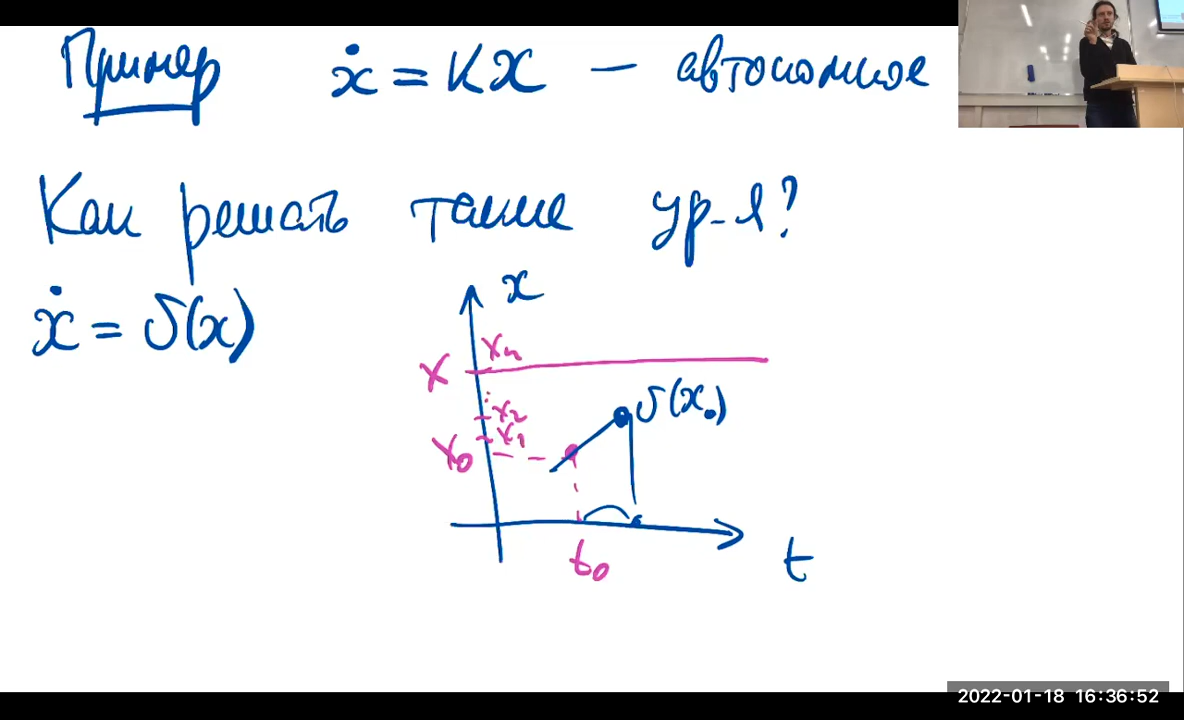 Пример ẋ = kx — автономное
Как решать такие ур-я?
ẋ = v(x)
x
X
xₙ
x₂
x₁
x₀
v(x₀)
t₀
t
2022-01-18 16:36:52